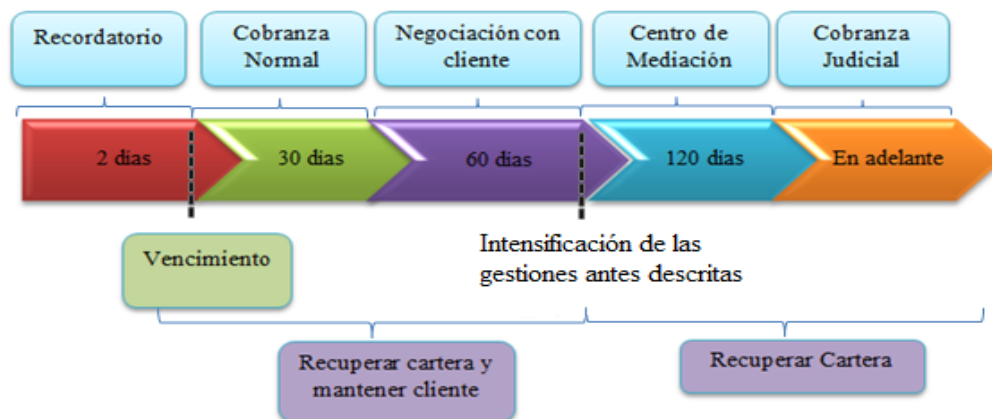 Recordatorio
Cobranza
Normal
Negociación con
cliente
Centro de
Mediación
Cobranza
Judicial
2 dias
30 dias
60 dias
120 dias
En adelante
Vencimiento
Intensificación de las
gestiones antes descritas
Recuperar cartera y
mantener cliente
Recuperar Cartera